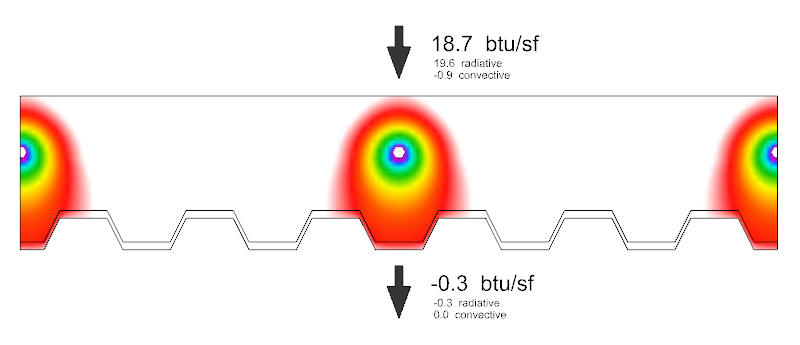 18.7 btu/sf
19.6 radiative
-0.9 convective
-0.3 btu/sf
-0.3 radiative
0.0 convective